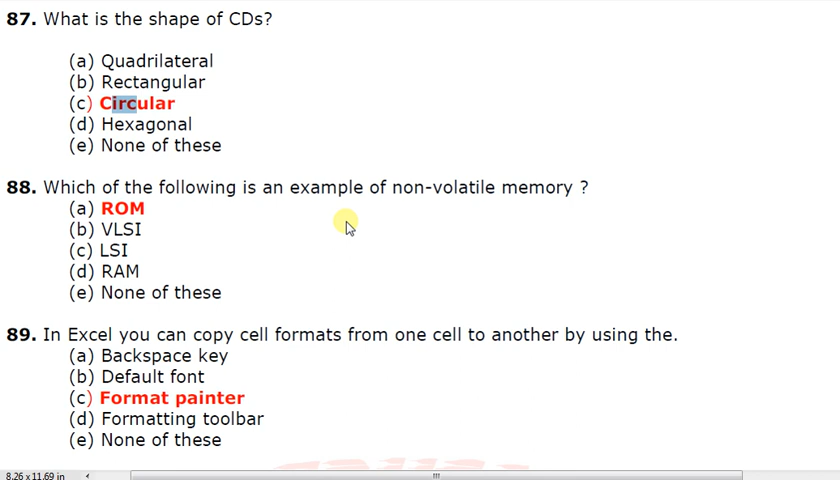 87. What is the shape of CDs?
(a) Quadrilateral
(b) Rectangular
(c) Circular
(d) Hexagonal
(e) None of these
88. Which of the following is an example of non-volatile memory ?
(a) ROM
(b) VLSI
(c) LSI
(d) RAM
(e) None of these
89. In Excel you can copy cell formats from one cell to another by using the.
(a) Backspace key
(b) Default font
(c) Format painter
(d) Formatting toolbar
(e) None of these
8.26 x 11.69 in